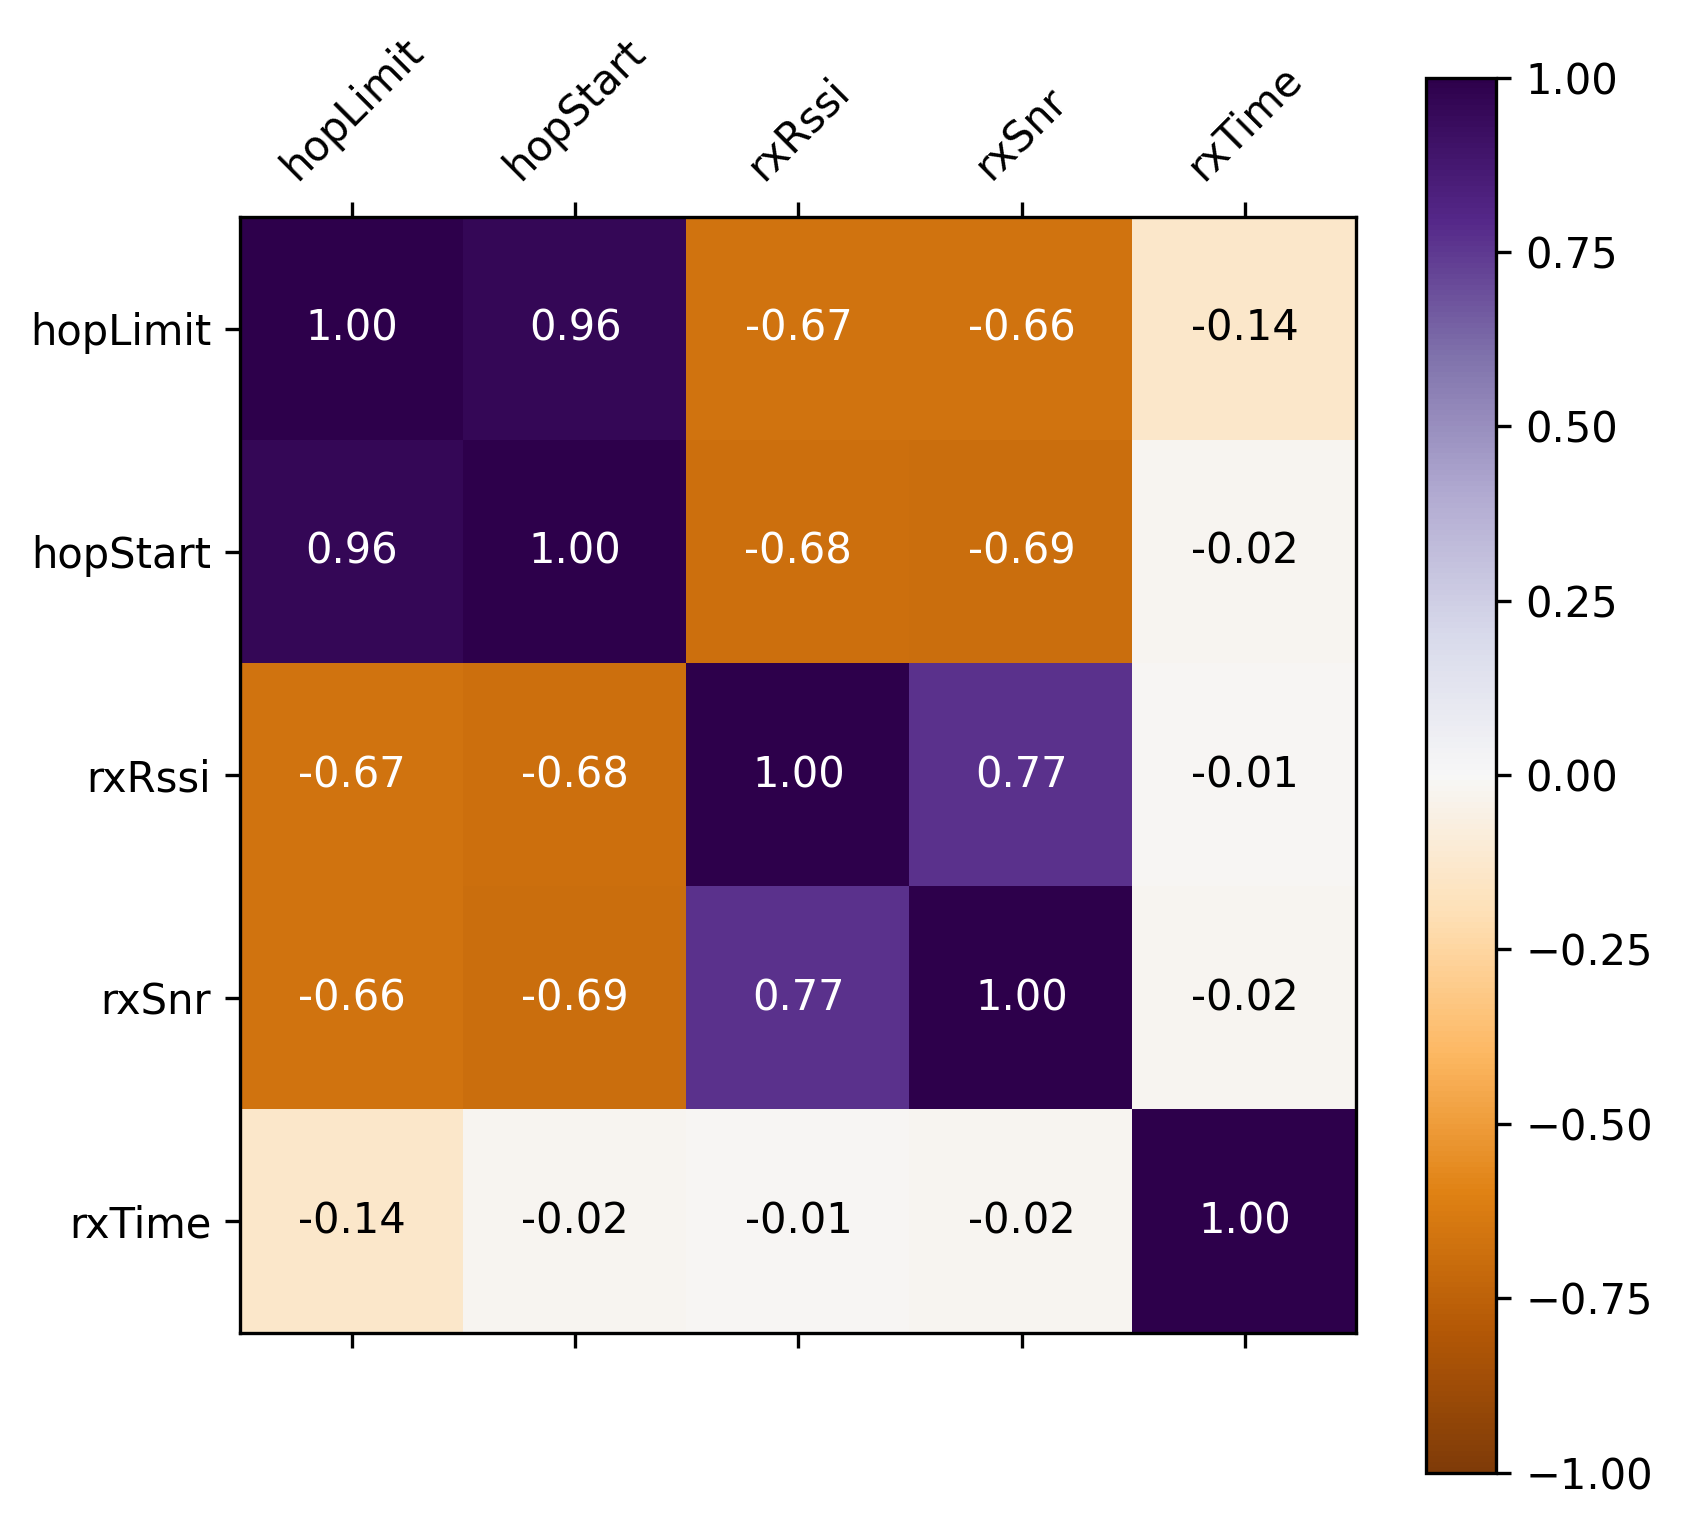 hopLimit hopStart rxRssi rxSnr rxTime
hopLimit 1.00 0.96 -0.67 -0.66 -0.14
hopStart 0.96 1.00 -0.68 -0.69 -0.02
rxRssi -0.67 -0.68 1.00 0.77 -0.01
rxSnr -0.66 -0.69 0.77 1.00 -0.02
rxTime -0.14 -0.02 -0.01 -0.02 1.00
1.00
0.75
0.50
0.25
0.00
−0.25
−0.50
−0.75
−1.00